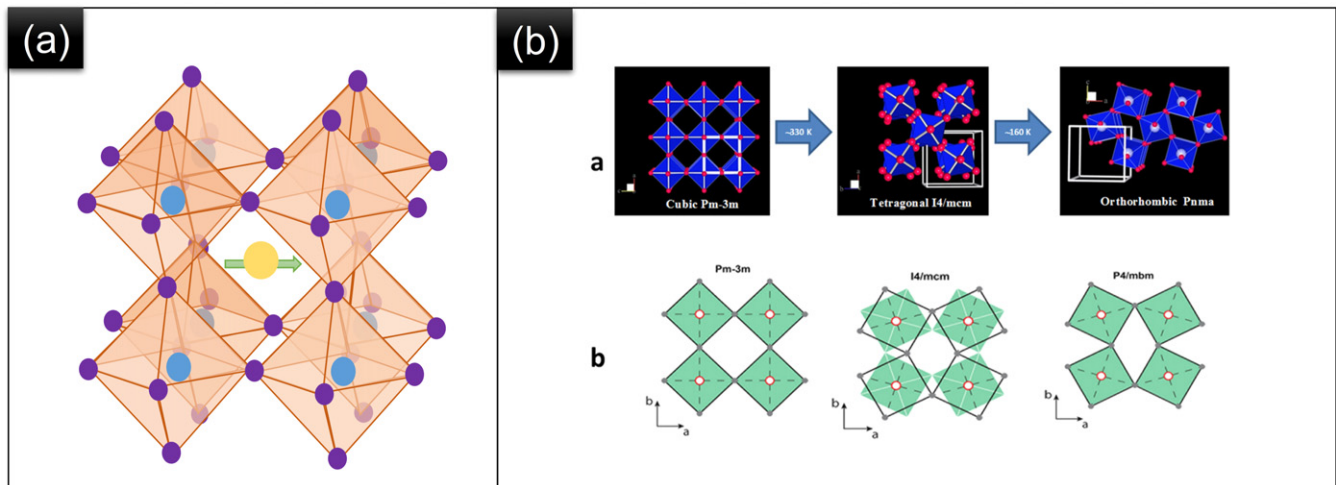 (a)
(b)
a
~330 K
~160 K
Cubic Pm-3m
Tetragonal I4/mcm
Orthorhombic Pnma
b
Pm-3m
I4/mcm
P4/mbm
b
a
b
a
b
a